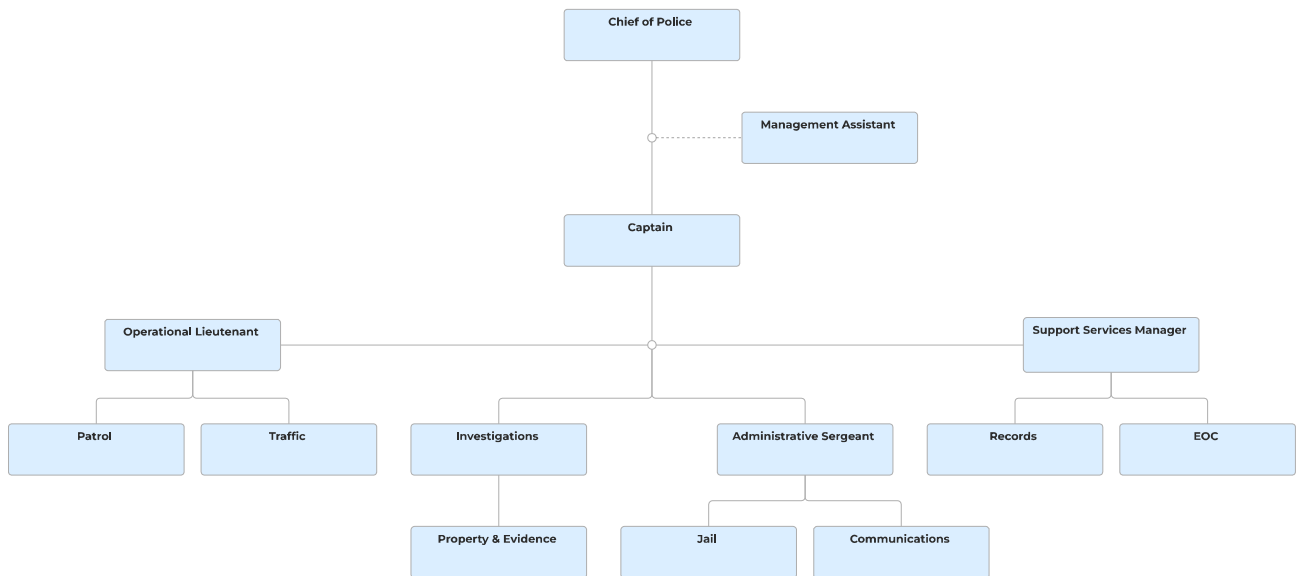 Chief of Police
Management Assistant
Captain
Operational Lieutenant
Support Services Manager
Patrol
Traffic
Investigations
Administrative Sergeant
Records
EOC
Property & Evidence
Jail
Communications